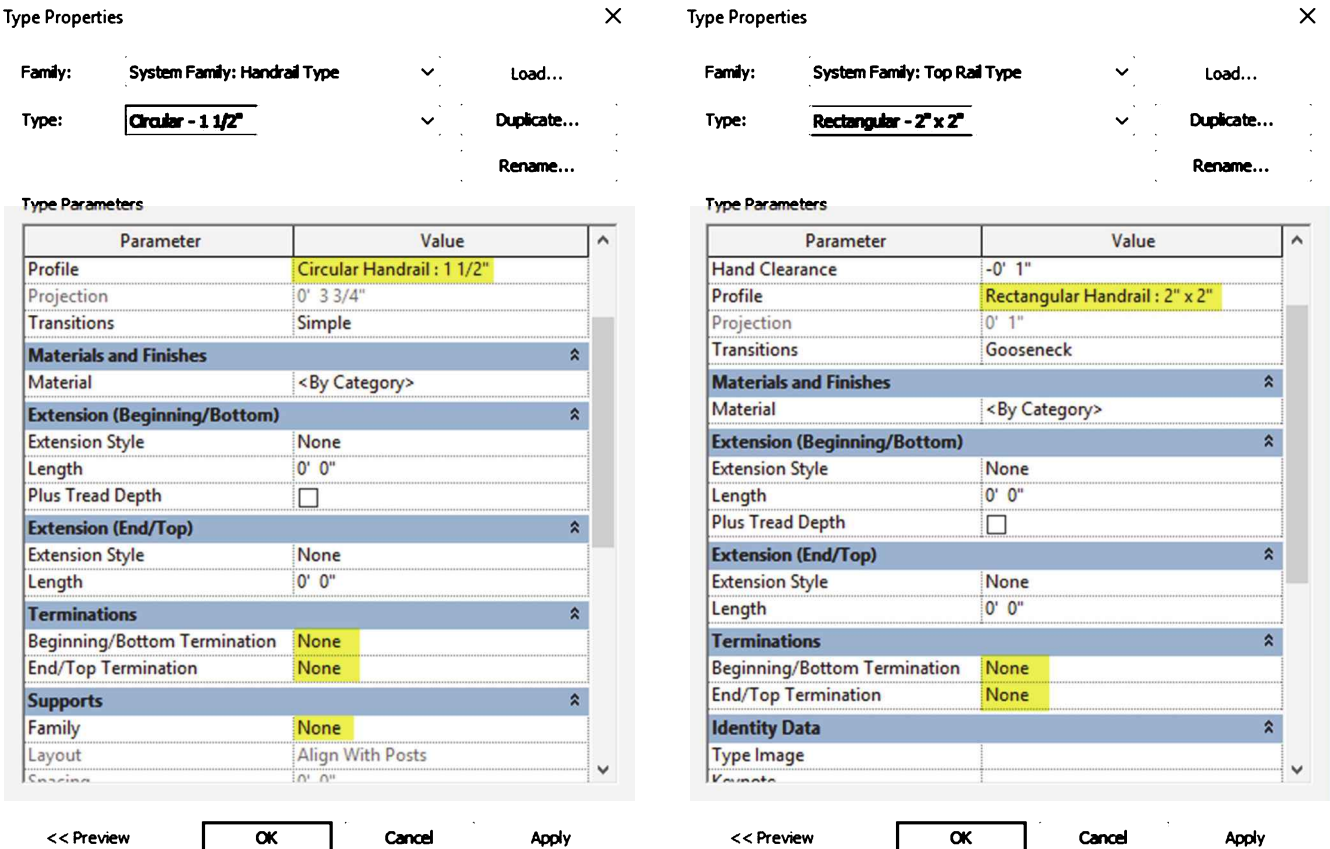 Type Properties
Family: System Family: Handrail Type Load...
Type: Circular - 1 1/2" Duplicate...
Rename...
Type Parameters
Parameter Value
Profile Circular Handrail : 1 1/2"
Projection 0' 3 3/4"
Transitions Simple
Materials and Finishes
Material <By Category>
Extension (Beginning/Bottom)
Extension Style None
Length 0' 0"
Plus Tread Depth
Extension (End/Top)
Extension Style None
Length 0' 0"
Terminations
Beginning/Bottom Termination None
End/Top Termination None
Supports
Family None
Layout Align With Posts
Spacing 0' 0"
<< Preview OK Cancel Apply
Type Properties
Family: System Family: Top Rail Type Load...
Type: Rectangular - 2" x 2" Duplicate...
Rename...
Type Parameters
Parameter Value
Hand Clearance -0' 1"
Profile Rectangular Handrail : 2" x 2"
Projection 0' 1"
Transitions Gooseneck
Materials and Finishes
Material <By Category>
Extension (Beginning/Bottom)
Extension Style None
Length 0' 0"
Plus Tread Depth
Extension (End/Top)
Extension Style None
Length 0' 0"
Terminations
Beginning/Bottom Termination None
End/Top Termination None
Identity Data
Type Image
Keynote
<< Preview OK Cancel Apply